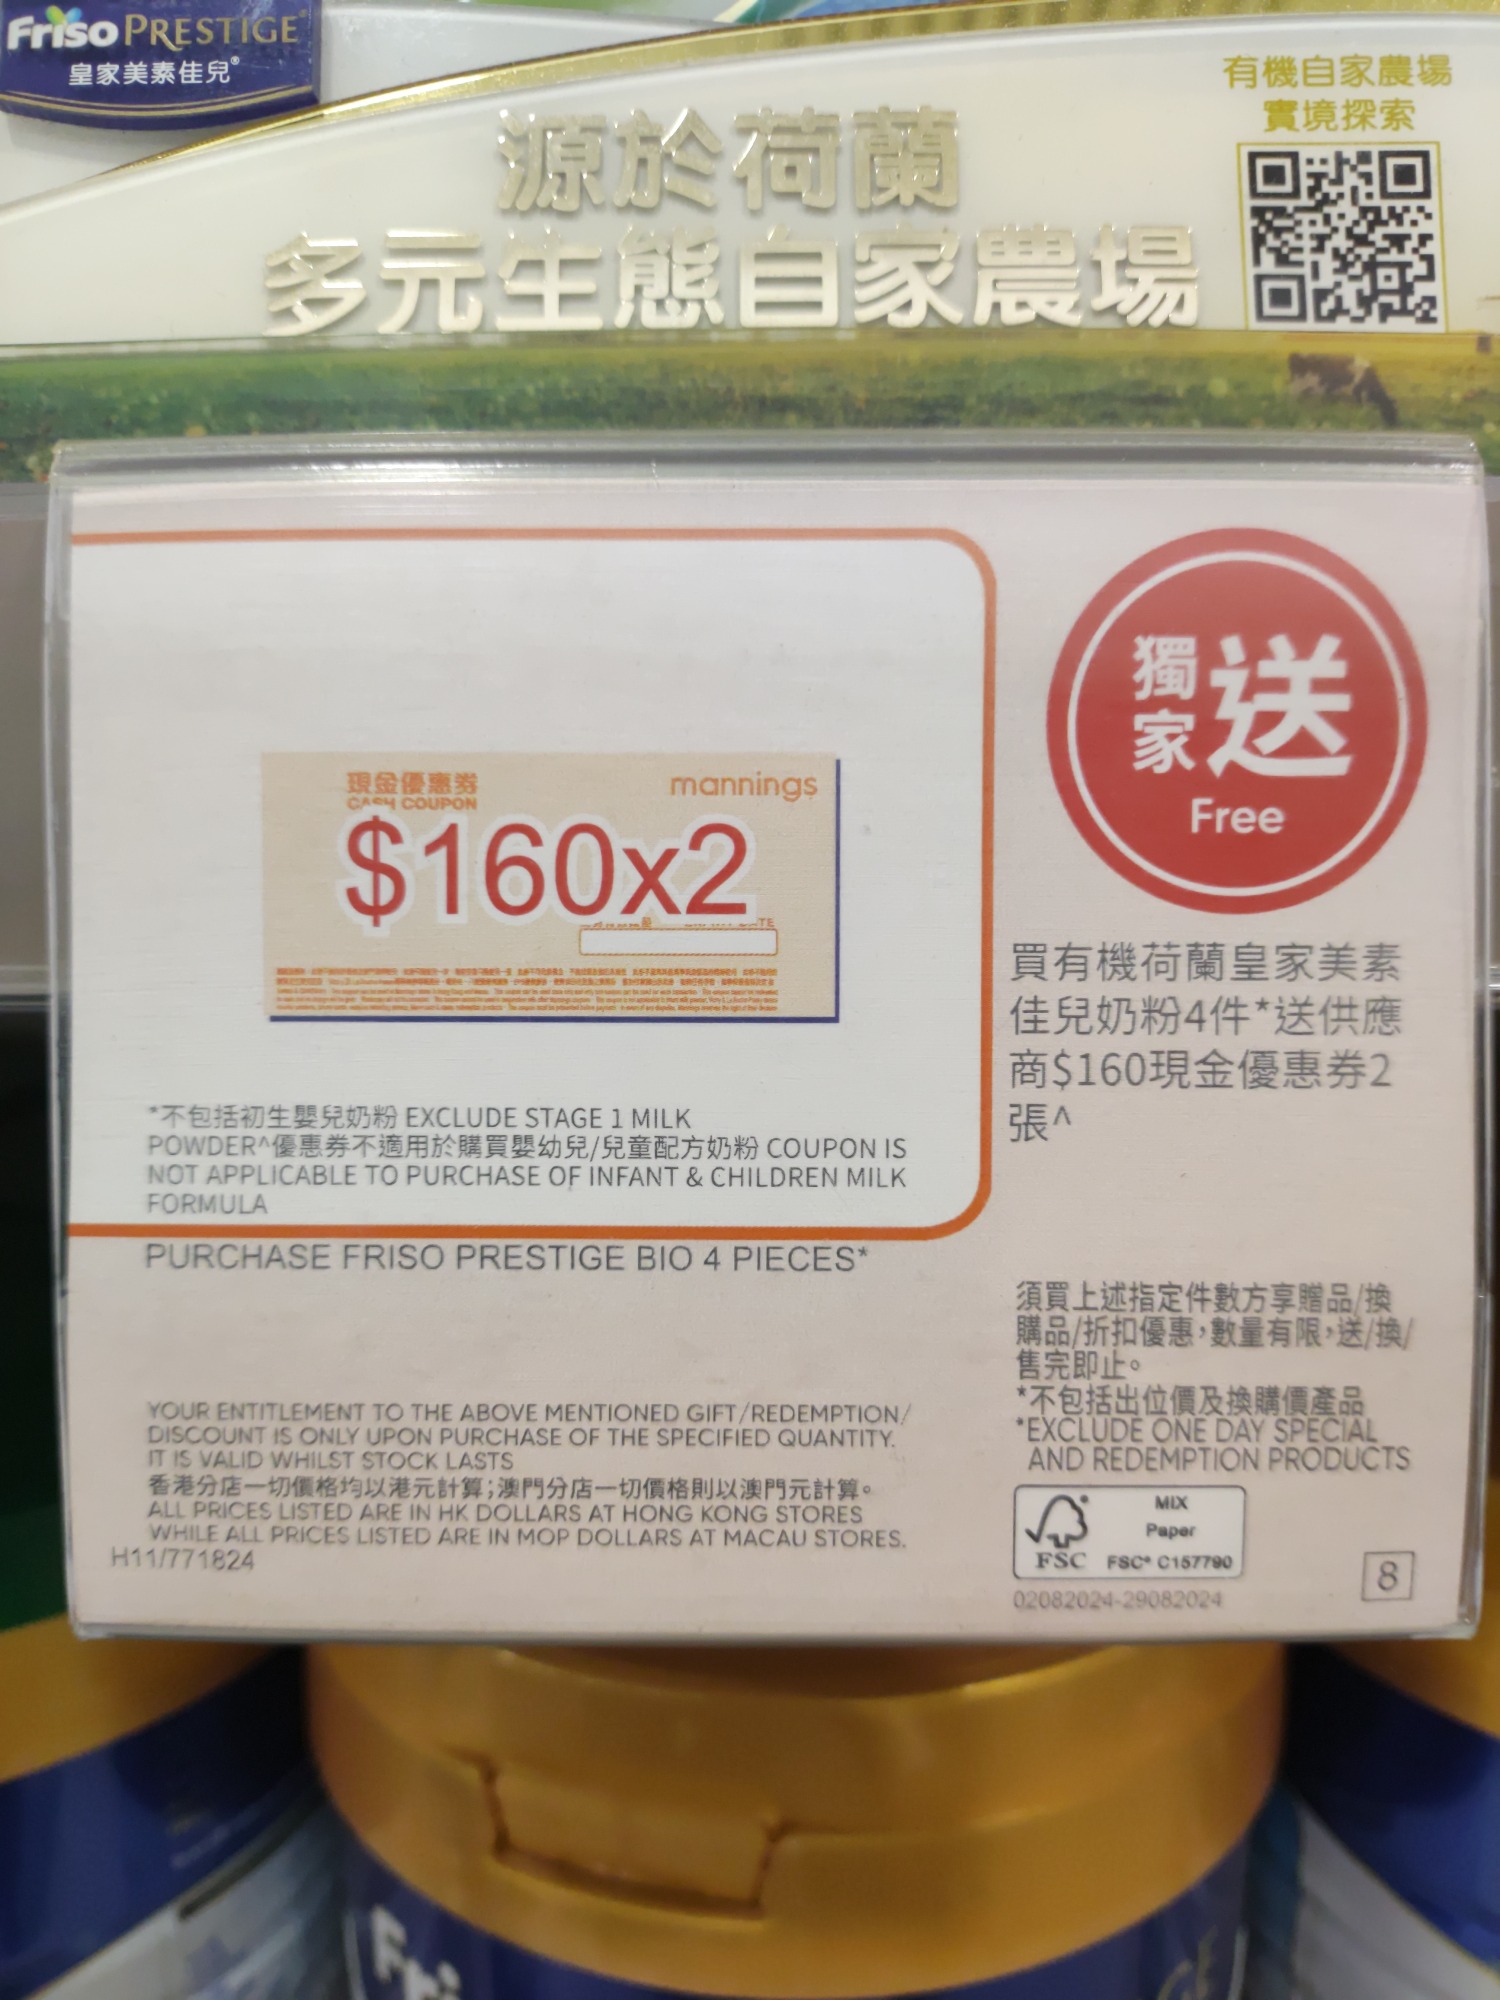 Friso PRESTIGE
皇家美素佳兒®
有機自家農場
實境探索
源於荷蘭
多元生態自家農場
獨家送
Free
現金優惠券
CASH COUPON
mannings
$160x2
買有機荷蘭皇家美素
佳兒奶粉4件*送供應
商$160現金優惠券2
張^
*不包括初生嬰兒奶粉 EXCLUDE STAGE 1 MILK
POWDER^優惠券不適用於購買嬰幼兒/兒童配方奶粉 COUPON IS
NOT APPLICABLE TO PURCHASE OF INFANT & CHILDREN MILK
FORMULA
PURCHASE FRISO PRESTIGE BIO 4 PIECES*
須買上述指定件數方享贈品/換
購品/折扣優惠，數量有限，送/換/
售完即止。
*不包括出位價及換購價產品
*EXCLUDE ONE DAY SPECIAL
AND REDEMPTION PRODUCTS
YOUR ENTITLEMENT TO THE ABOVE MENTIONED GIFT/REDEMPTION/
DISCOUNT IS ONLY UPON PURCHASE OF THE SPECIFIED QUANTITY.
IT IS VALID WHILST STOCK LASTS
香港分店一切價格均以港元計算；澳門分店一切價格則以澳門元計算。
ALL PRICES LISTED ARE IN HK DOLLARS AT HONG KONG STORES
WHILE ALL PRICES LISTED ARE IN MOP DOLLARS AT MACAU STORES.
H11/771824
FSC
MIX
Paper
FSC® C157790
02082024-29082024
8